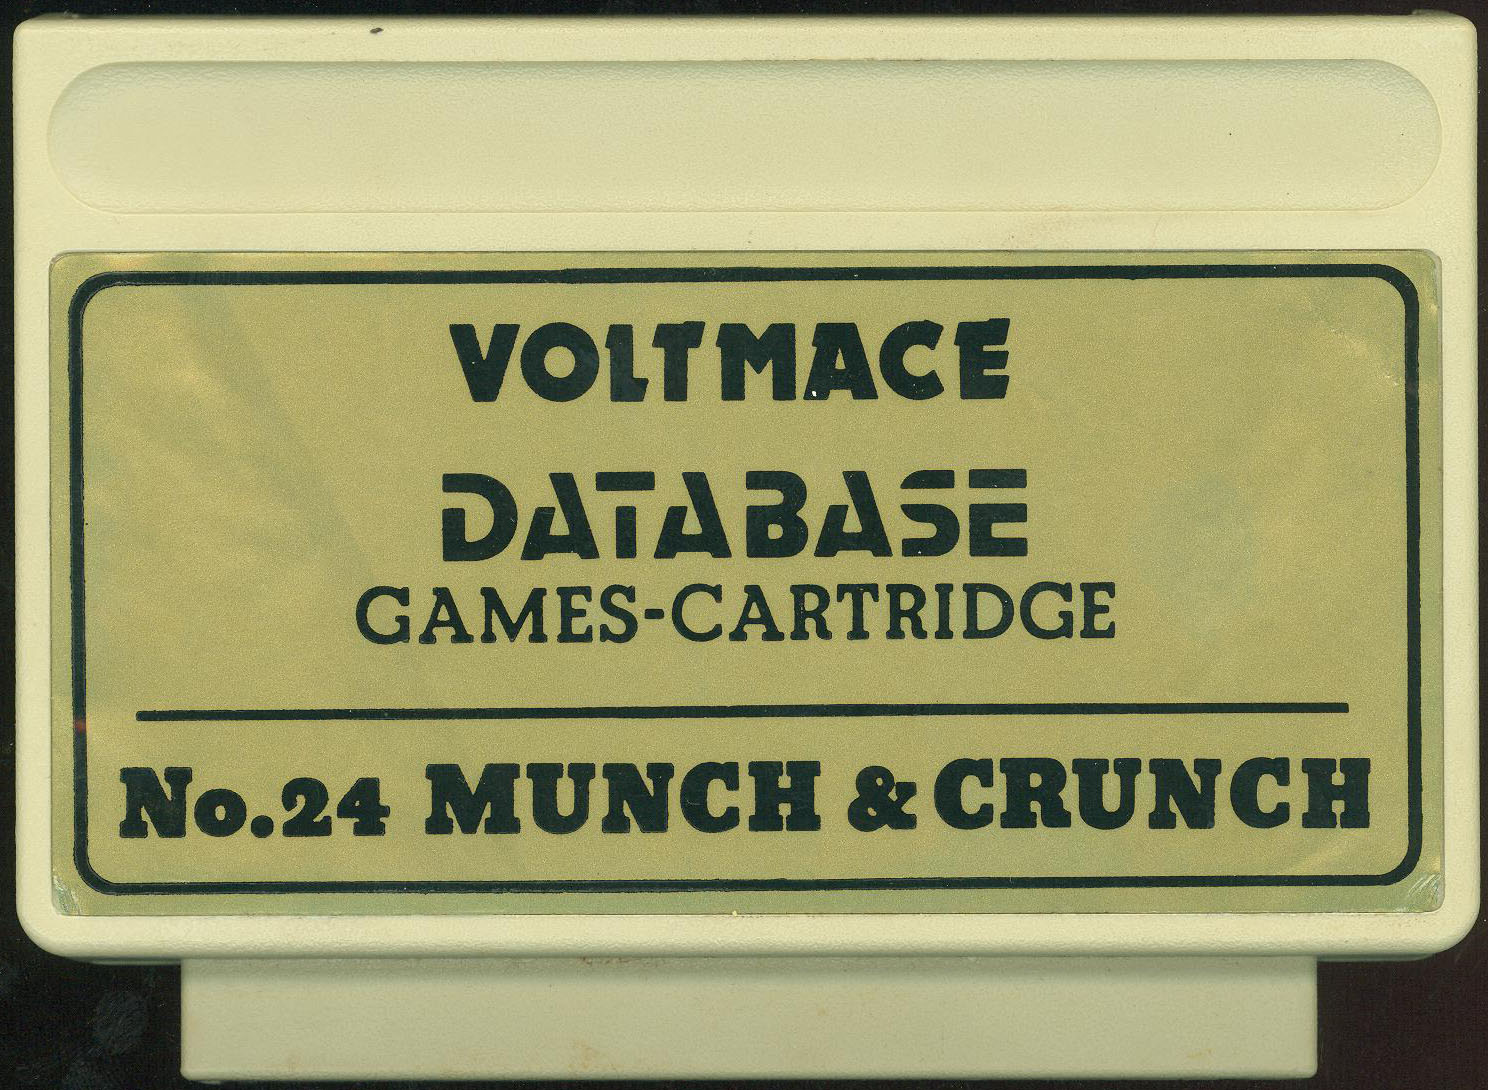 VOLTMACE
DATABASE
GAMES-CARTRIDGE
No.24 MUNCH & CRUNCH